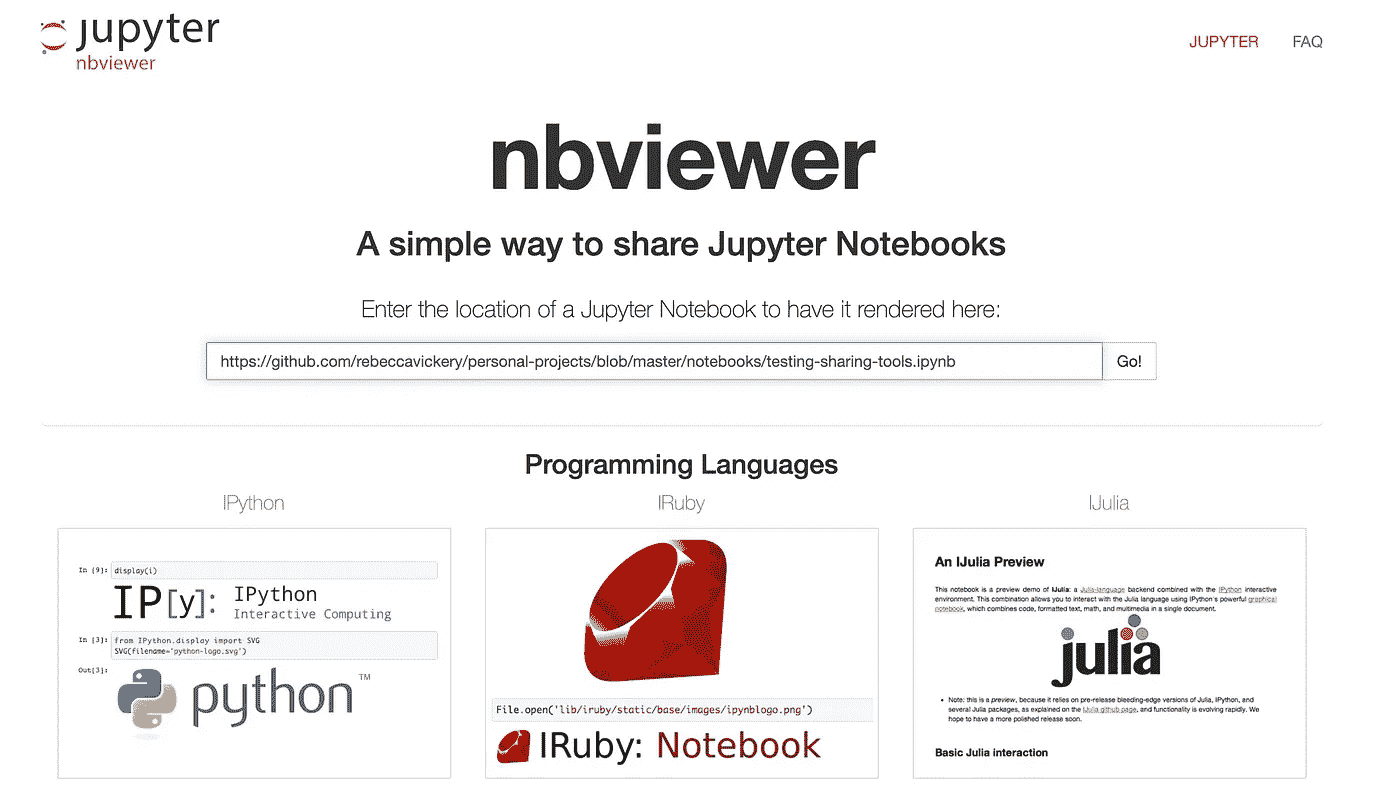 jupyter
nbviewer
JUPYTER
FAQ
nbviewer
A simple way to share Jupyter Notebooks
Enter the location of a Jupyter Notebook to have it rendered here:
https://github.com/rebeccavickery/personal-projects/blob/master/notebooks/testing-sharing-tools.ipynb
Go!
Programming Languages
IPython
IRuby
IJulia
In [9]: display(i)
IP[y]: IPython
Interactive Computing
In [3]: from IPython.display import SVG
SVG(filename='python-logo.svg')
Out[3]:
python™
File.open('lib/iruby/static/base/images/ipynblogo.png')
IRuby: Notebook
An IJulia Preview
This notebook is a preview demo of IJulia: a Julia-language backend combined with the IPython interactive
environment. This combination allows you to interact with the Julia language using IPython's powerful graphical
notebook, which combines code, formatted text, math, and multimedia in a single document.
julia
• Note: this is a preview, because it relies on pre-release bleeding-edge versions of Julia, IPython, and
several Julia packages, as explained on the IJulia github page, and functionality is evolving rapidly. We
hope to have a more polished release soon.
Basic Julia interaction